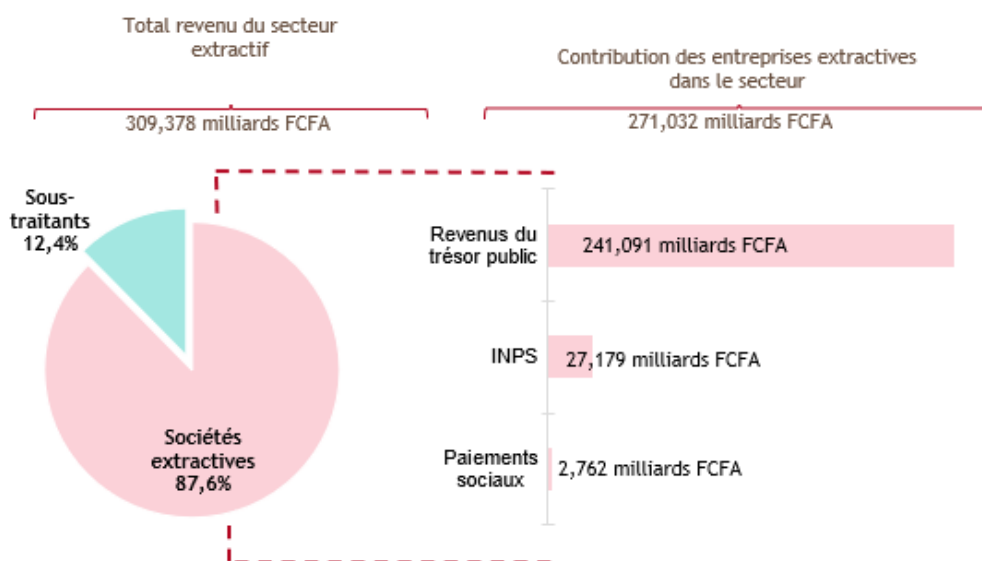 Total revenu du secteur
extractif
309,378 milliards FCFA
Contribution des entreprises extractives
dans le secteur
271,032 milliards FCFA
Sous-
traitants
12,4%
Sociétés
extractives
87,6%
Revenus du
trésor public
241,091 milliards FCFA
INPS
27,179 milliards FCFA
Paiements
sociaux
2,762 milliards FCFA